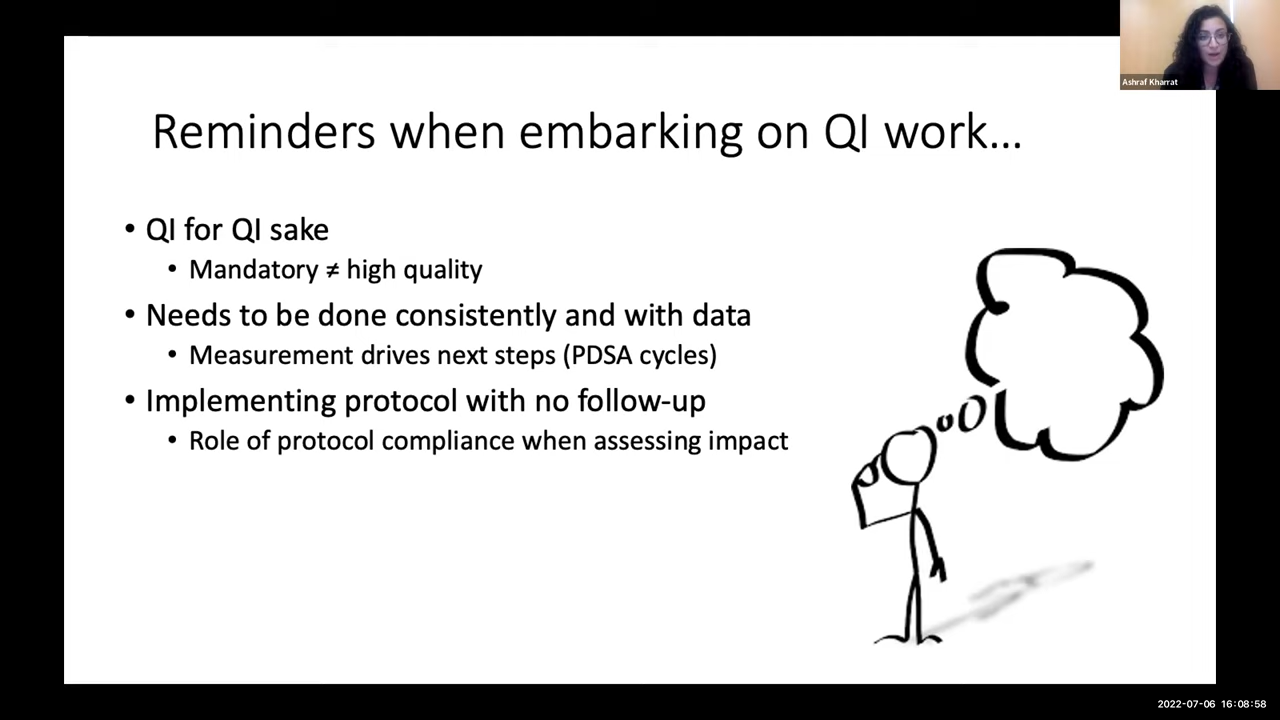 Ashraf Kharrat
Reminders when embarking on QI work...
• QI for QI sake
• Mandatory ≠ high quality
• Needs to be done consistently and with data
• Measurement drives next steps (PDSA cycles)
• Implementing protocol with no follow-up
• Role of protocol compliance when assessing impact
2022-07-06 16:08:58